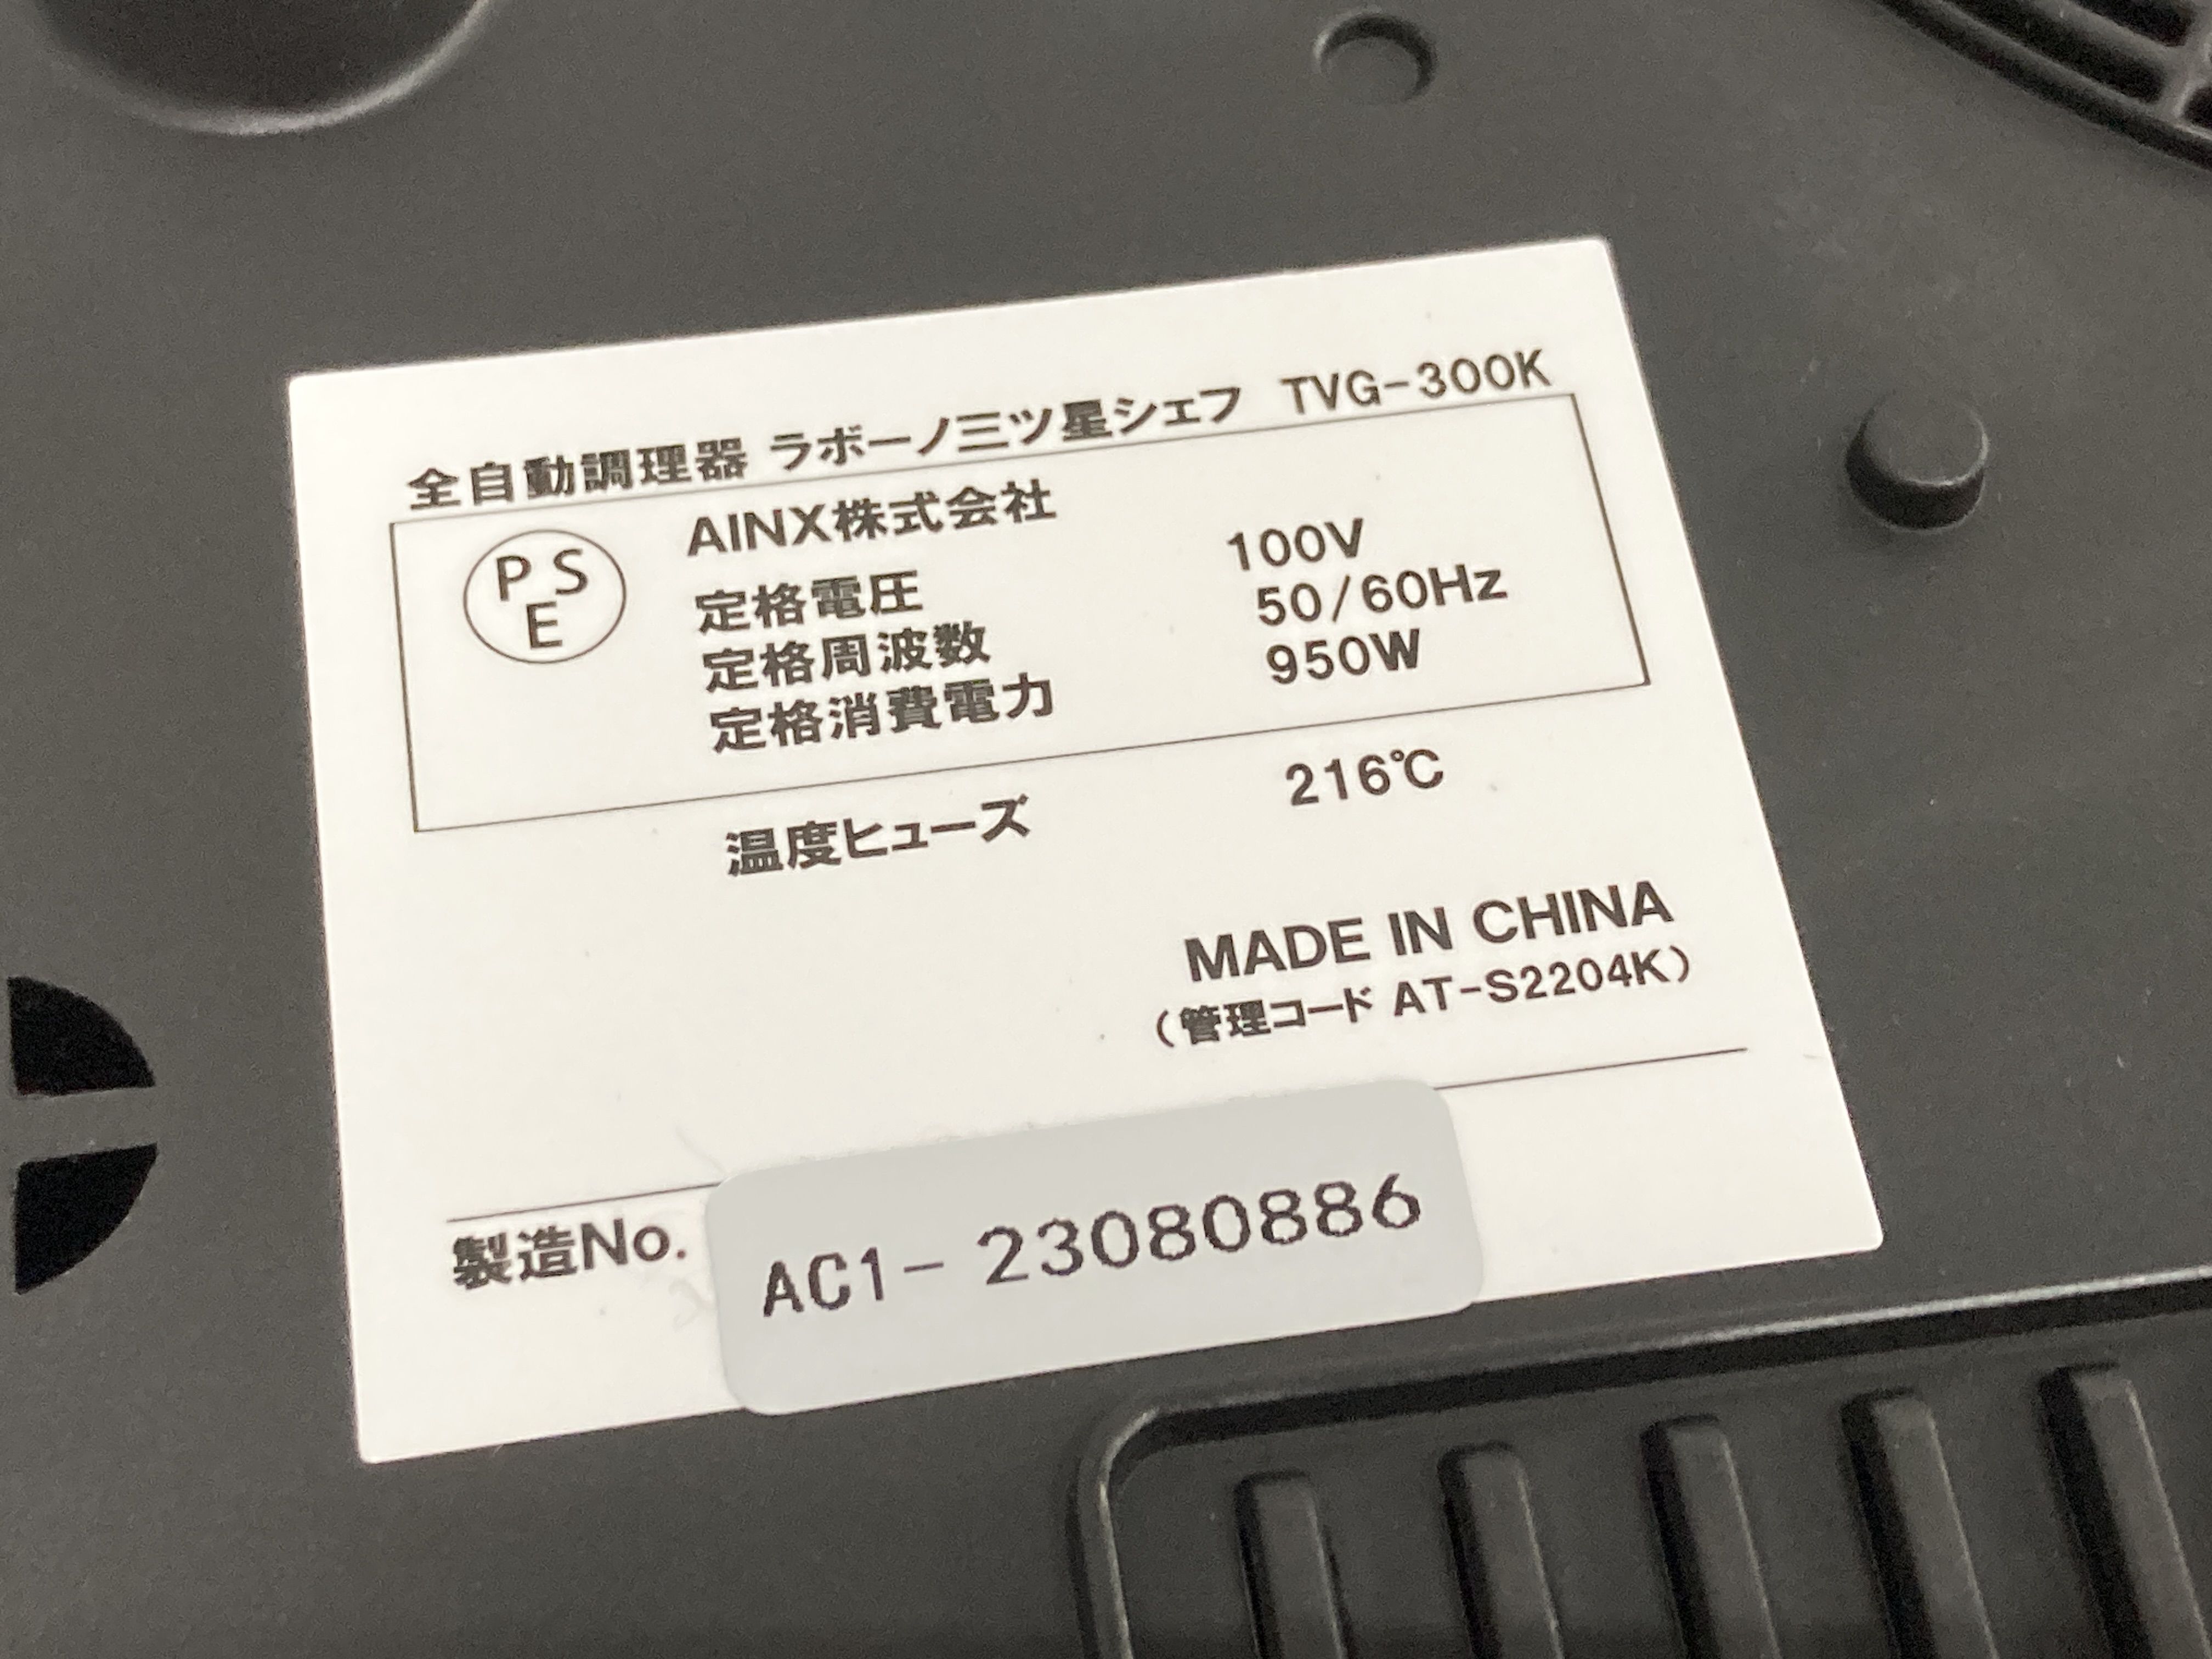 全自動調理器 ラボーノ三ツ星シェフ TVG-300K
PSE
AINX株式会社
定格電圧 100V
定格周波数 50/60Hz
定格消費電力 950W
温度ヒューズ 216℃
MADE IN CHINA
(管理コード AT-S2204K)
製造No. AC1-23080886